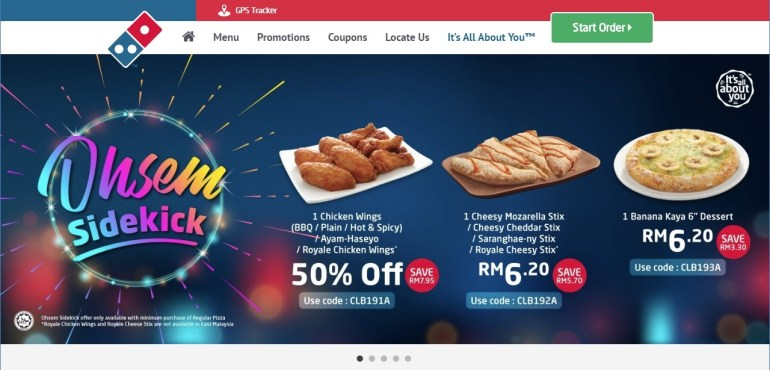 GPS Tracker
Menu Promotions Coupons Locate Us It's All About You™ Start Order
It's
all
about
you
Ohsem
Sidekick
1 Chicken Wings
(BBQ / Plain / Hot & Spicy)
/ Ayam-Haseyo
/ Royale Chicken Wings*
50% Off
SAVE
RM7.95
Use code : CLB191A
1 Cheesy Mozarella Stix
/ Cheesy Cheddar Stix
/ Saranghae-ny Stix
/ Royale Cheesy Stix*
RM6.20
SAVE
RM5.70
Use code : CLB192A
1 Banana Kaya 6" Dessert
RM6.20
SAVE
RM3.30
Use code : CLB193A
Ohsem Sidekick offer only available with minimum purchase of Regular Pizza
*Royale Chicken Wings and Royale Cheese Stix are not available in East Malaysia